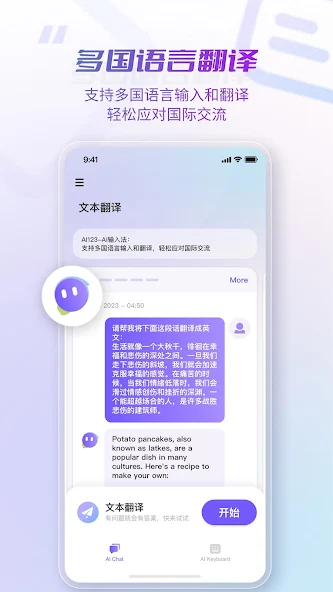 多国语言翻译
支持多国语言输入和翻译
轻松应对国际交流
9:41
文本翻译
AI123-AI输入法：
支持多国语言输入和翻译，轻松应对国际交流
More
2023 - 04:50
请帮我将下面这段话翻译成英
文：
生活就像一个大秋千，徘徊在幸
福和悲伤的深处之间。一旦我们
走下悲伤的斜坡，我们就会加速
克服幸福的感觉。在痛苦的时
候，当我们情绪低落时，我们会
滑过情感创伤和挫折的深渊。一
个能超越场合的人，是许多战胜
悲伤的建筑师。
Potato pancakes, also
known as latkes, are a
popular dish in many
cultures. Here's a recipe to
make your own:
文本翻译
有问题就会有答案，快来试试
开始
AI Chat
AI Keyboard